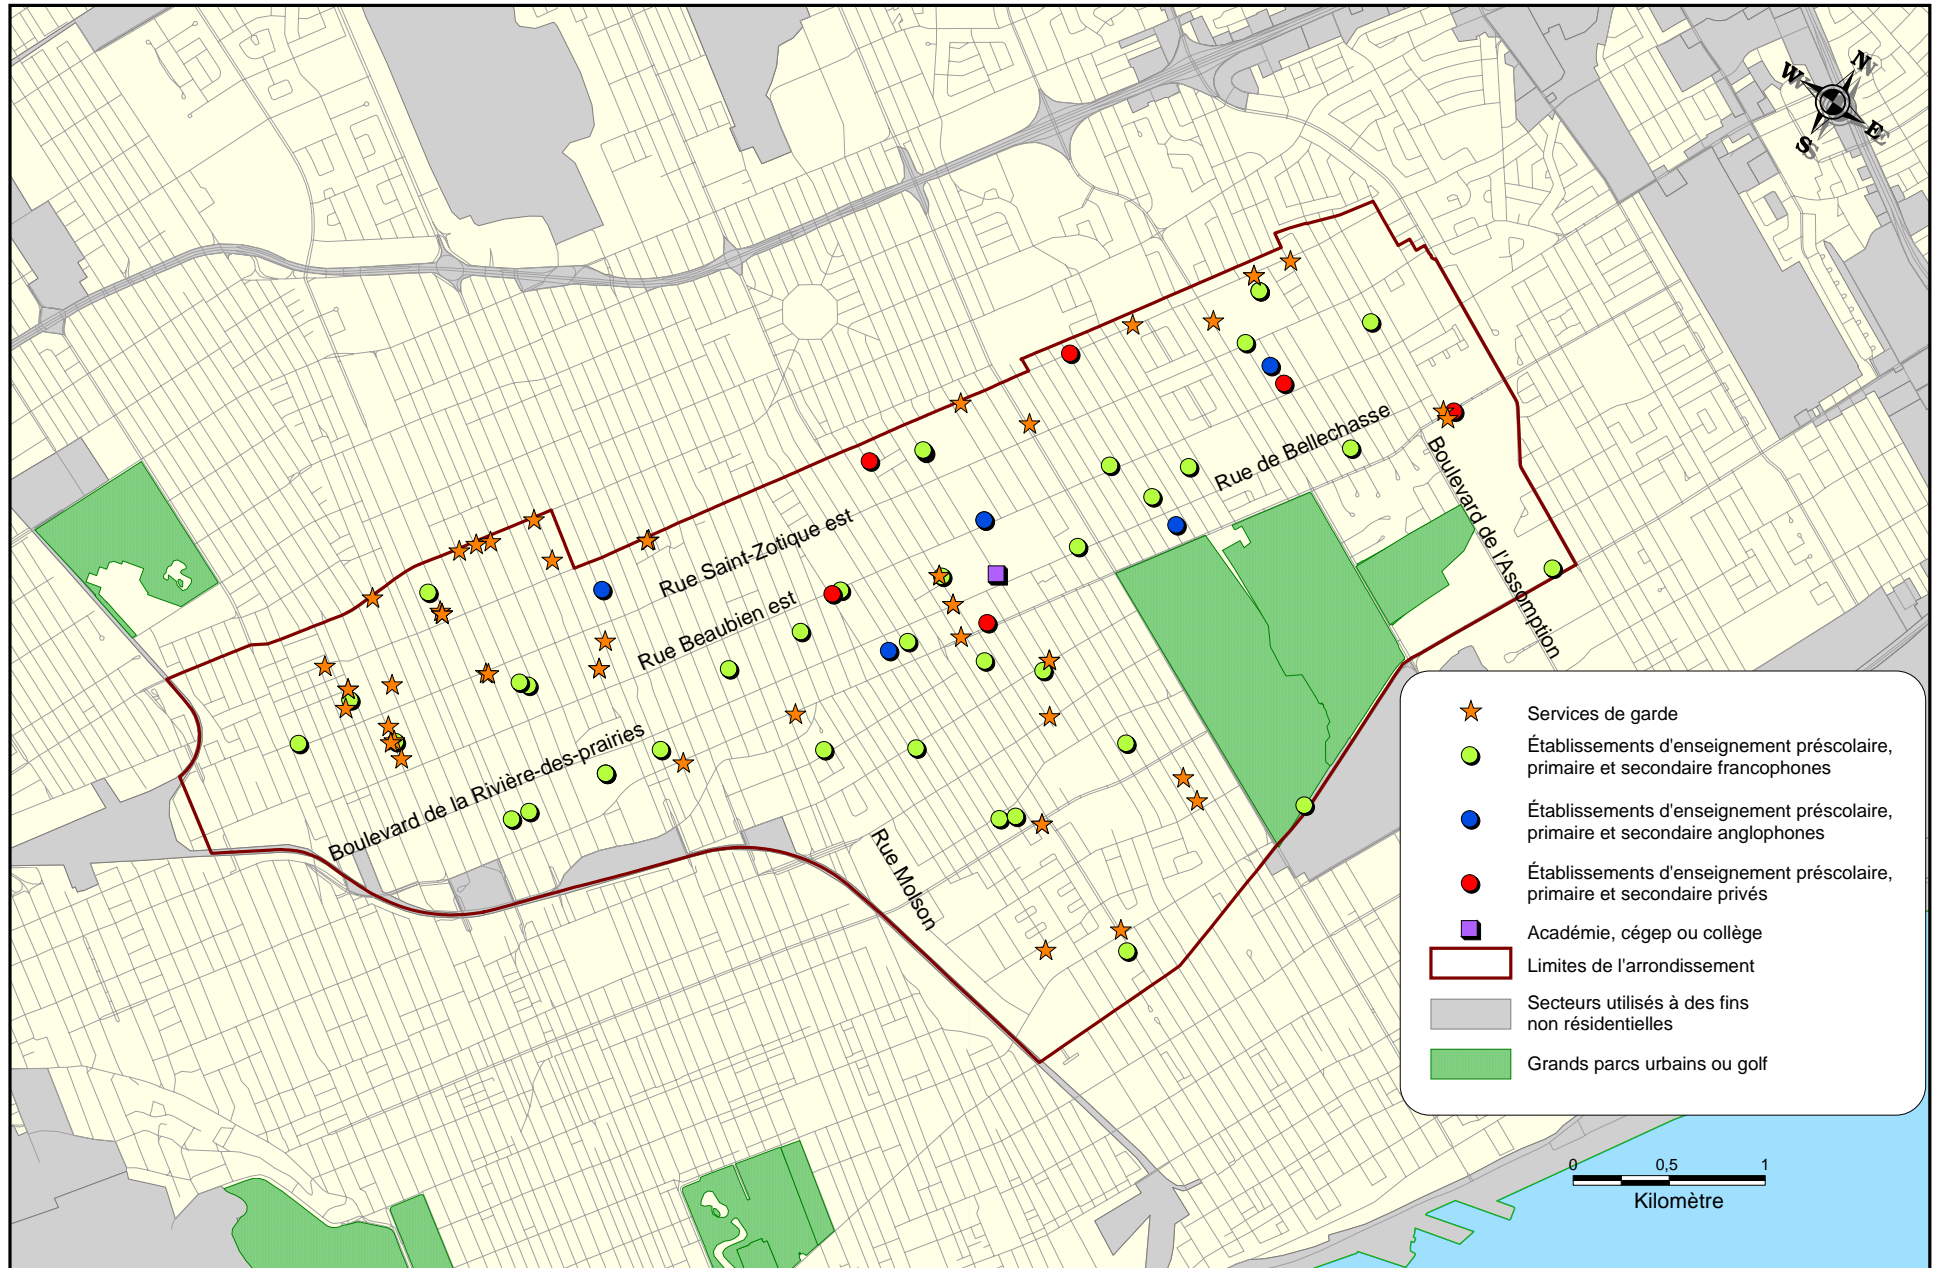 N
W
E
S
Rue de Bellechasse
Boulevard de l'Assomption
Rue Saint-Zotique est
Rue Beaubien est
Boulevard de la Rivière-des-prairies
Rue Molson
Services de garde
Établissements d'enseignement préscolaire,
primaire et secondaire francophones
Établissements d'enseignement préscolaire,
primaire et secondaire anglophones
Établissements d'enseignement préscolaire,
primaire et secondaire privés
Académie, cégep ou collège
Limites de l'arrondissement
Secteurs utilisés à des fins
non résidentielles
Grands parcs urbains ou golf
0 0,5 1
Kilomètre